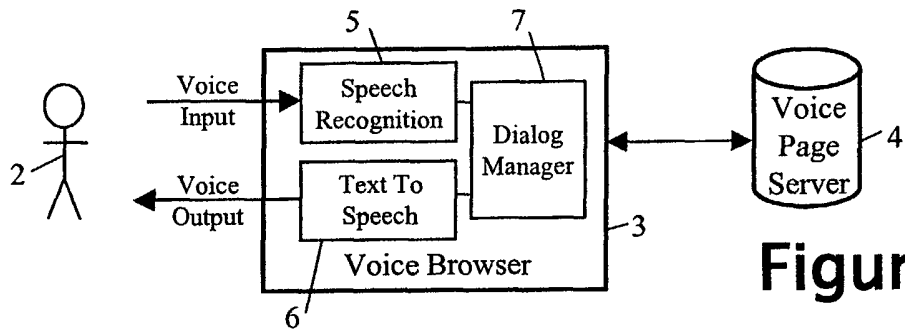 5
7
Voice
Input
Speech
Recognition
Dialog
Manager
Voice
Page
Server
4
2
Voice
Output
Text To
Speech
3
Voice Browser
6
Figur